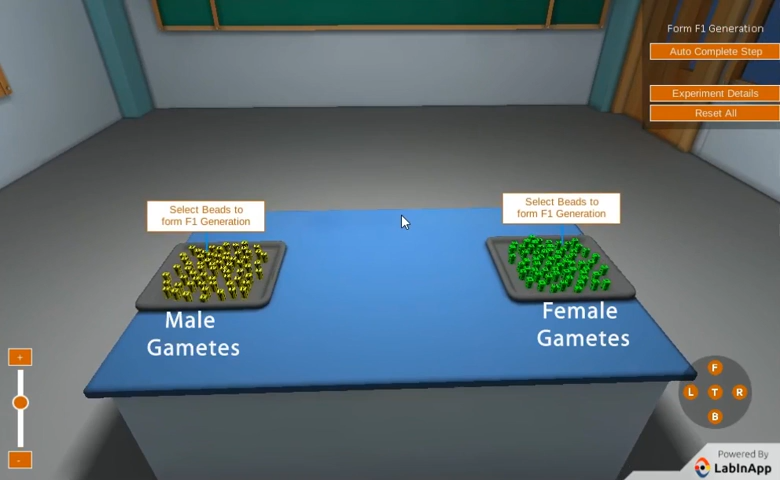 Form F1 Generation
Auto Complete Step
Experiment Details
Reset All
Select Beads to
form F1 Generation
Select Beads to
form F1 Generation
Male
Gametes
Female
Gametes
+
-
F
L T R
B
Powered By
LabInApp